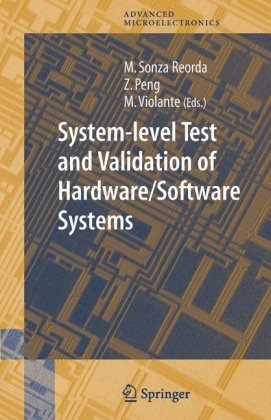 ADVANCED
MICROELECTRONICS
M. Sonza Reorda
Z. Peng
M. Violante (Eds.)
System-level Test
and Validation of
Hardware/Software
Systems
Springer